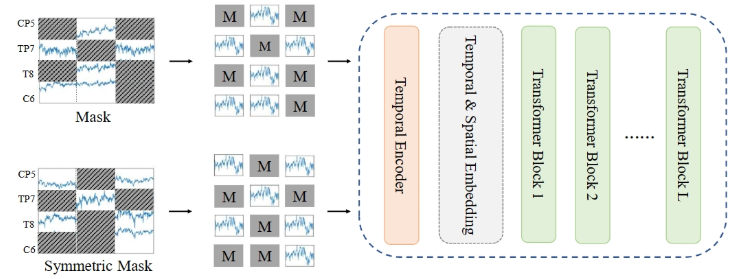 CP5
TP7
T8
C6
Mask
M M
M
M M
M
CP5
TP7
T8
C6
Symmetric Mask
M
M M
M
M M
Temporal Encoder
Temporal & Spatial Embedding
Transformer Block 1
Transformer Block 2
......
Transformer Block L